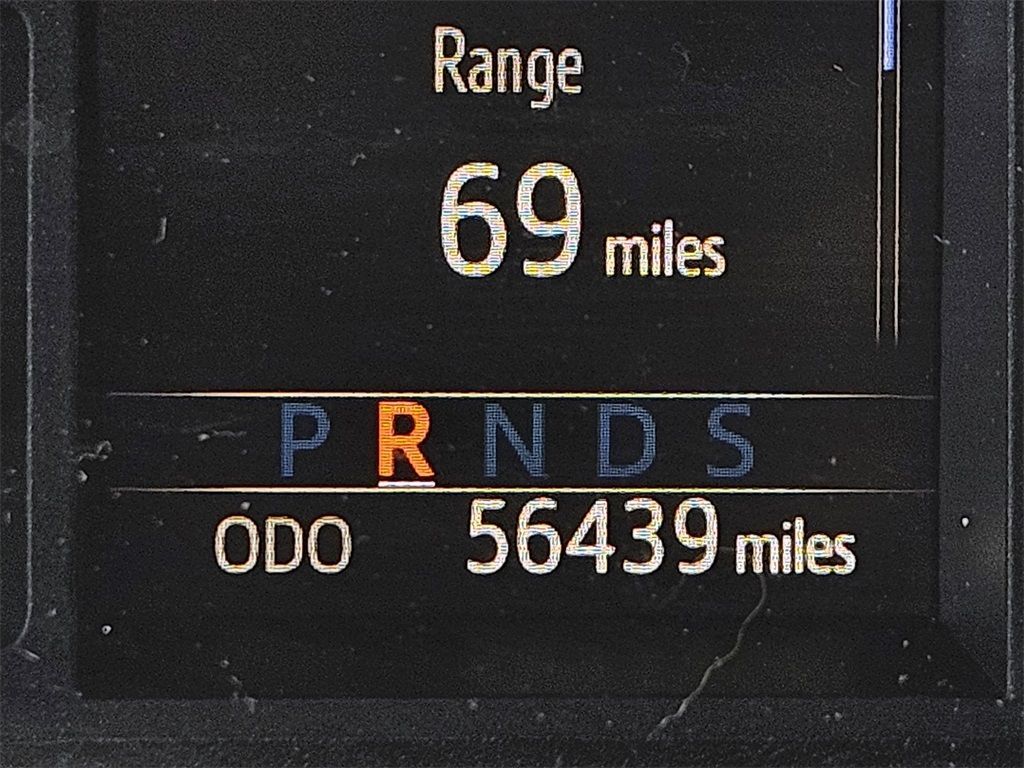 Range
69 miles
P R N D S
ODO 56439 miles